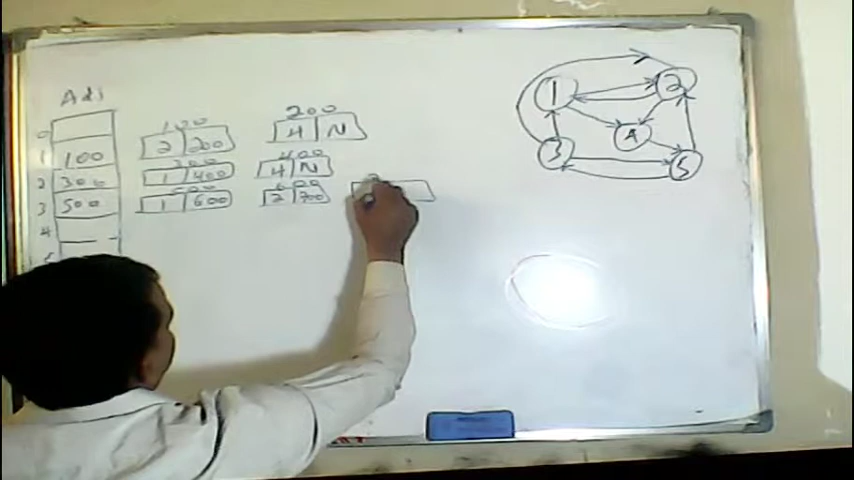 Adj
100 200
0
2 200 4 N
1 100
300 400
1 400 4 N
2 300
500 600
1 600 2 700
3 500
4
1 2
4
3 5